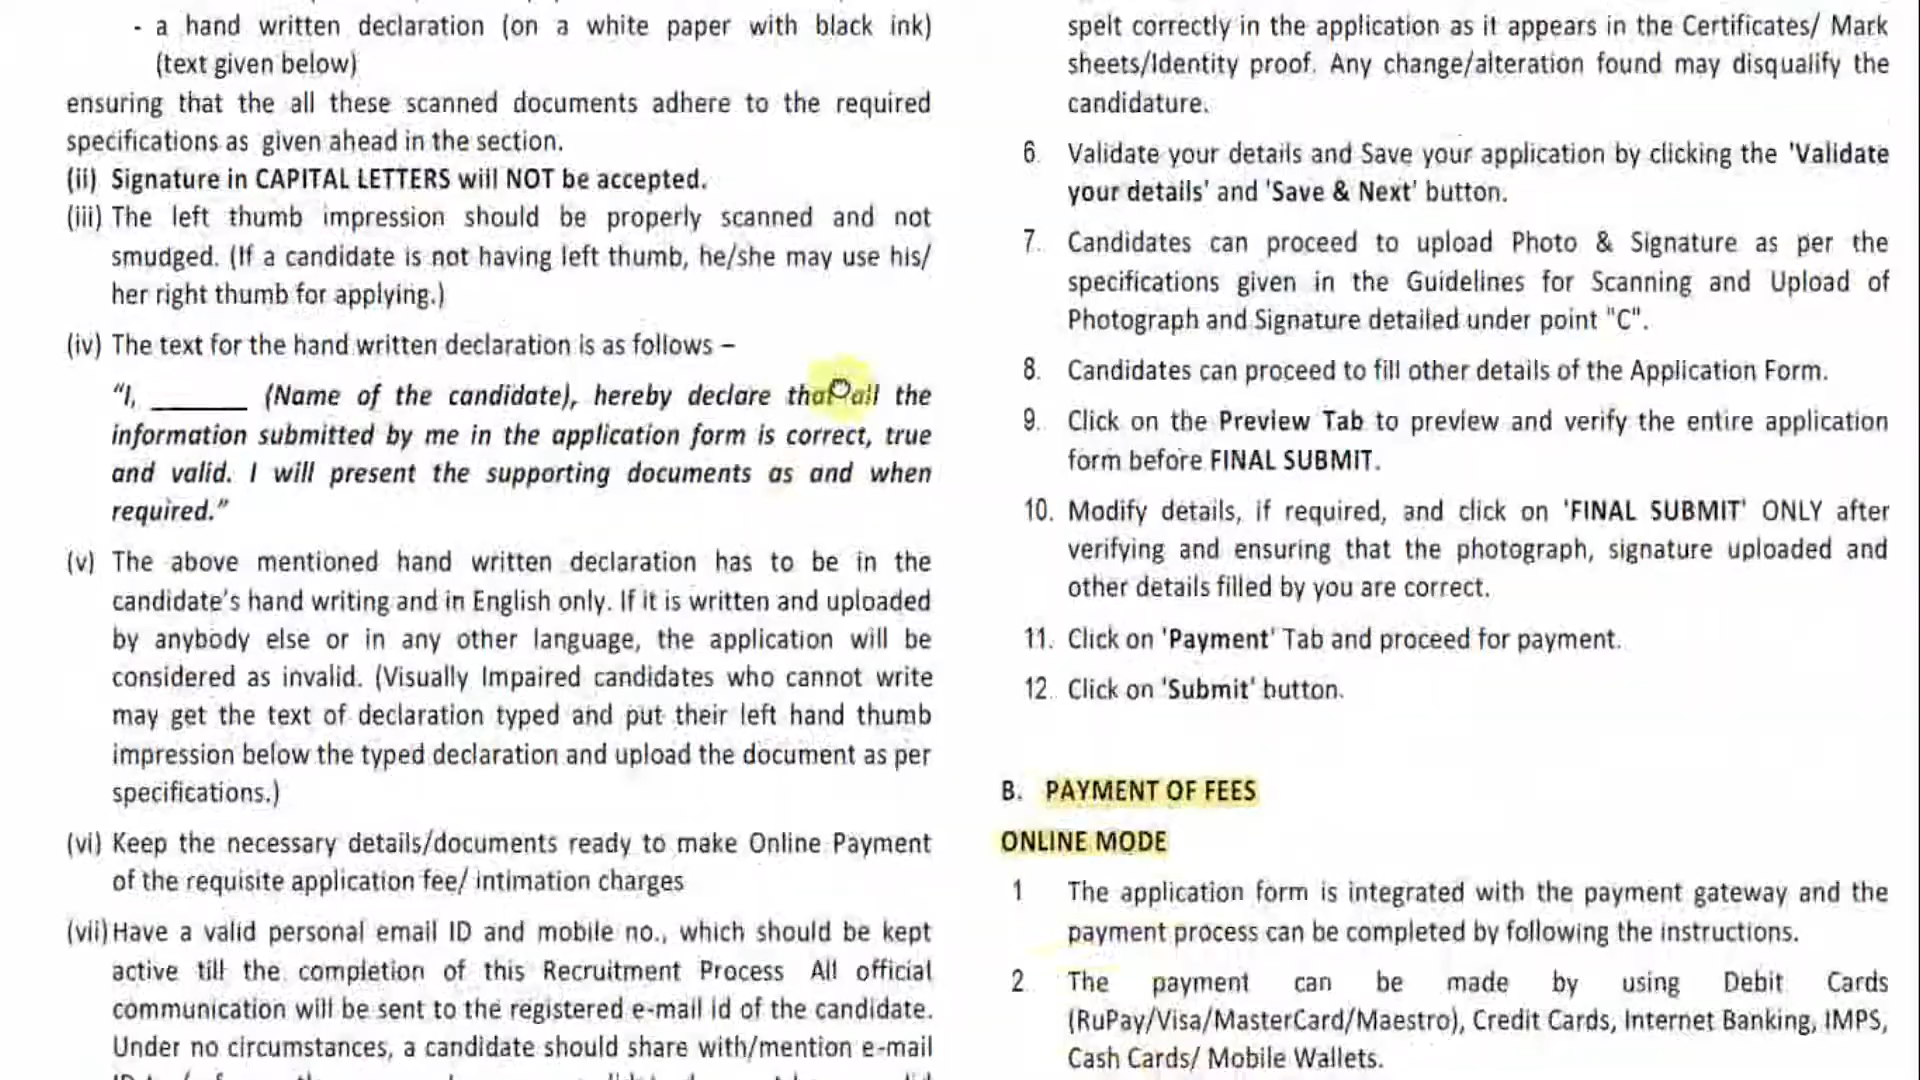 - a hand written declaration (on a white paper with black ink)
(text given below)
ensuring that the all these scanned documents adhere to the required
specifications as given ahead in the section.
(ii) Signature in CAPITAL LETTERS will NOT be accepted.
(iii) The left thumb impression should be properly scanned and not
smudged. (If a candidate is not having left thumb, he/she may use his/
her right thumb for applying.)
(iv) The text for the hand written declaration is as follows –
“I, _______ (Name of the candidate), hereby declare that all the
information submitted by me in the application form is correct, true
and valid. I will present the supporting documents as and when
required.”
(v) The above mentioned hand written declaration has to be in the
candidate's hand writing and in English only. If it is written and uploaded
by anybody else or in any other language, the application will be
considered as invalid. (Visually Impaired candidates who cannot write
may get the text of declaration typed and put their left hand thumb
impression below the typed declaration and upload the document as per
specifications.)
(vi) Keep the necessary details/documents ready to make Online Payment
of the requisite application fee/ intimation charges
(vii) Have a valid personal email ID and mobile no., which should be kept
active till the completion of this Recruitment Process All official
communication will be sent to the registered e-mail id of the candidate.
Under no circumstances, a candidate should share with/mention e-mail
spelt correctly in the application as it appears in the Certificates/ Mark
sheets/Identity proof. Any change/alteration found may disqualify the
candidature.
6. Validate your details and Save your application by clicking the 'Validate
your details' and 'Save & Next' button.
7. Candidates can proceed to upload Photo & Signature as per the
specifications given in the Guidelines for Scanning and Upload of
Photograph and Signature detailed under point "C".
8. Candidates can proceed to fill other details of the Application Form.
9. Click on the Preview Tab to preview and verify the entire application
form before FINAL SUBMIT.
10. Modify details, if required, and click on 'FINAL SUBMIT' ONLY after
verifying and ensuring that the photograph, signature uploaded and
other details filled by you are correct.
11. Click on 'Payment' Tab and proceed for payment.
12. Click on 'Submit' button.
B. PAYMENT OF FEES
ONLINE MODE
1 The application form is integrated with the payment gateway and the
payment process can be completed by following the instructions.
2 The payment can be made by using Debit Cards
(RuPay/Visa/MasterCard/Maestro), Credit Cards, Internet Banking, IMPS,
Cash Cards/ Mobile Wallets.